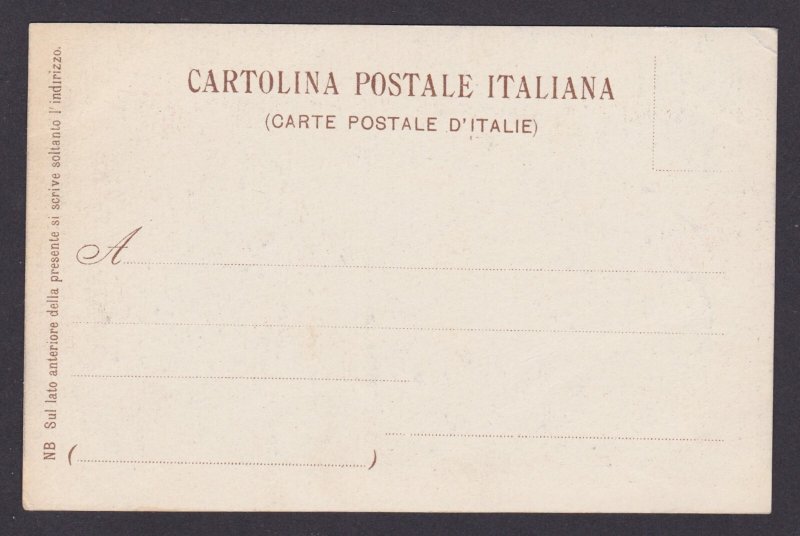 CARTOLINA POSTALE ITALIANA
(CARTE POSTALE D'ITALIE)
A
( )
NB Sul lato anteriore della presente si scrive soltanto l'indirizzo.